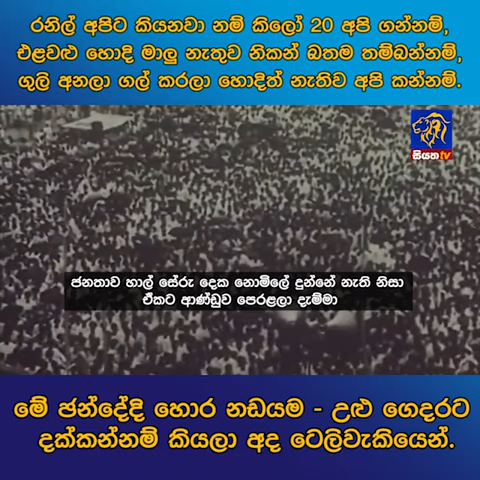 රනිල් අපිට කියනවා නම් කිලෝ 20 අපි ගන්නම්,
එළවළු හොදි මාලු නැතුව නිකන් බතම තම්බන්නම්,
ගුලි අනලා ගල් කරලා හොදිත් නැතිව අපි කන්නම්.
සියත tv
ජනතාව හාල් සේරු දෙක නොමිලේ දුන්නේ නැති නිසා
ඒකට ආණ්ඩුව පෙරළලා දැම්මා
මේ ඡන්දේදි හොර නඩයම - උළු ගෙදරට
දක්කන්නම් කියලා අද ටෙලිවැකියෙන්.